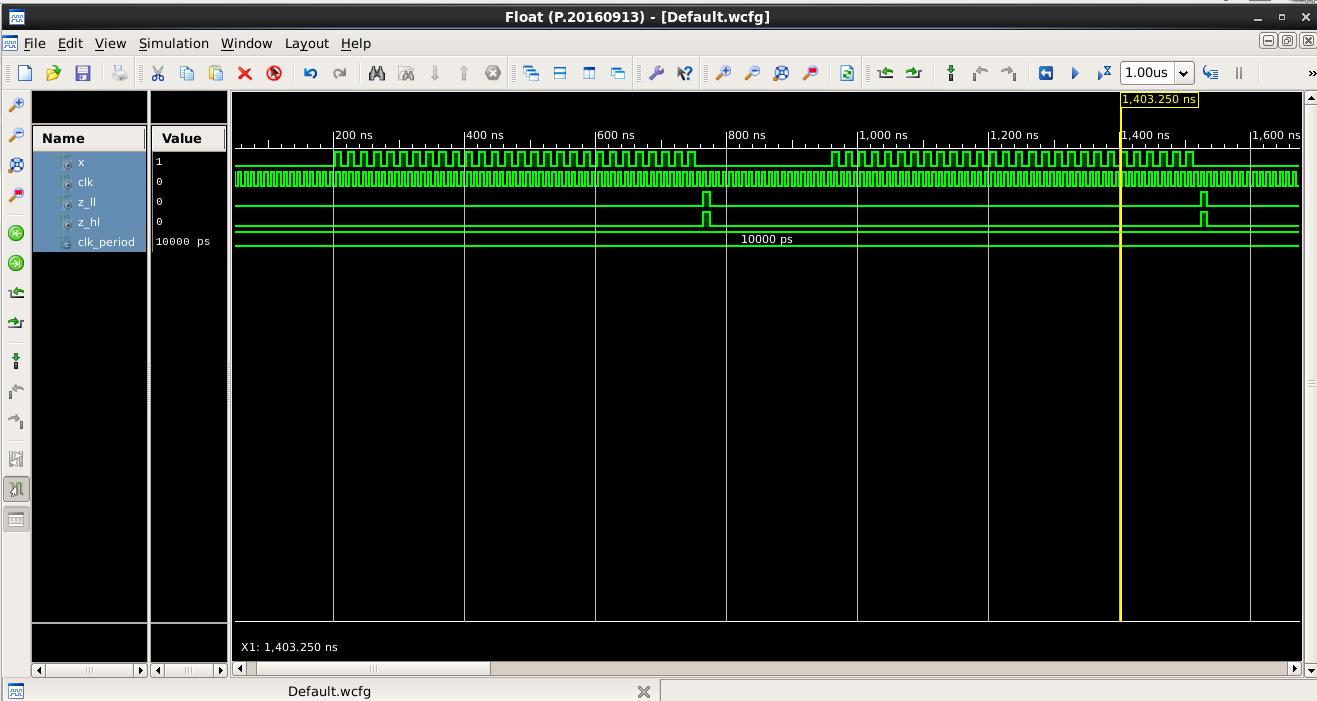 Float (P.20160913) - [Default.wcfg]
File Edit View Simulation Window Layout Help
1.00us
»
1,403.250 ns
Name Value
200 ns 400 ns 600 ns 800 ns 1,000 ns 1,200 ns 1,400 ns 1,600 ns
x 1
clk 0
z_ll 0
z_hl 0
clk_period 10000 ps 10000 ps
X1: 1,403.250 ns
Default.wcfg